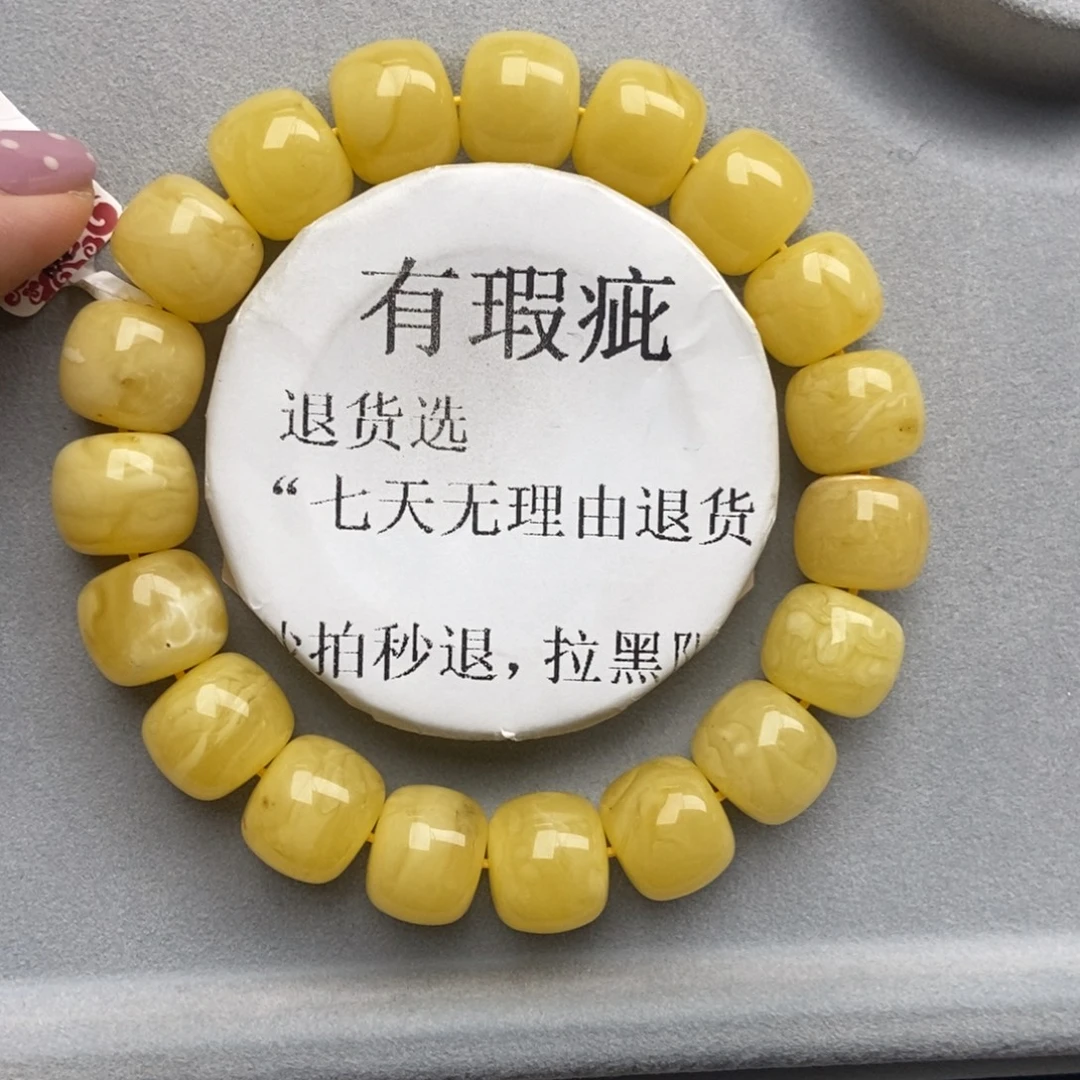 有瑕疵
退货选
“七天无理由退货
拍秒退，拉黑